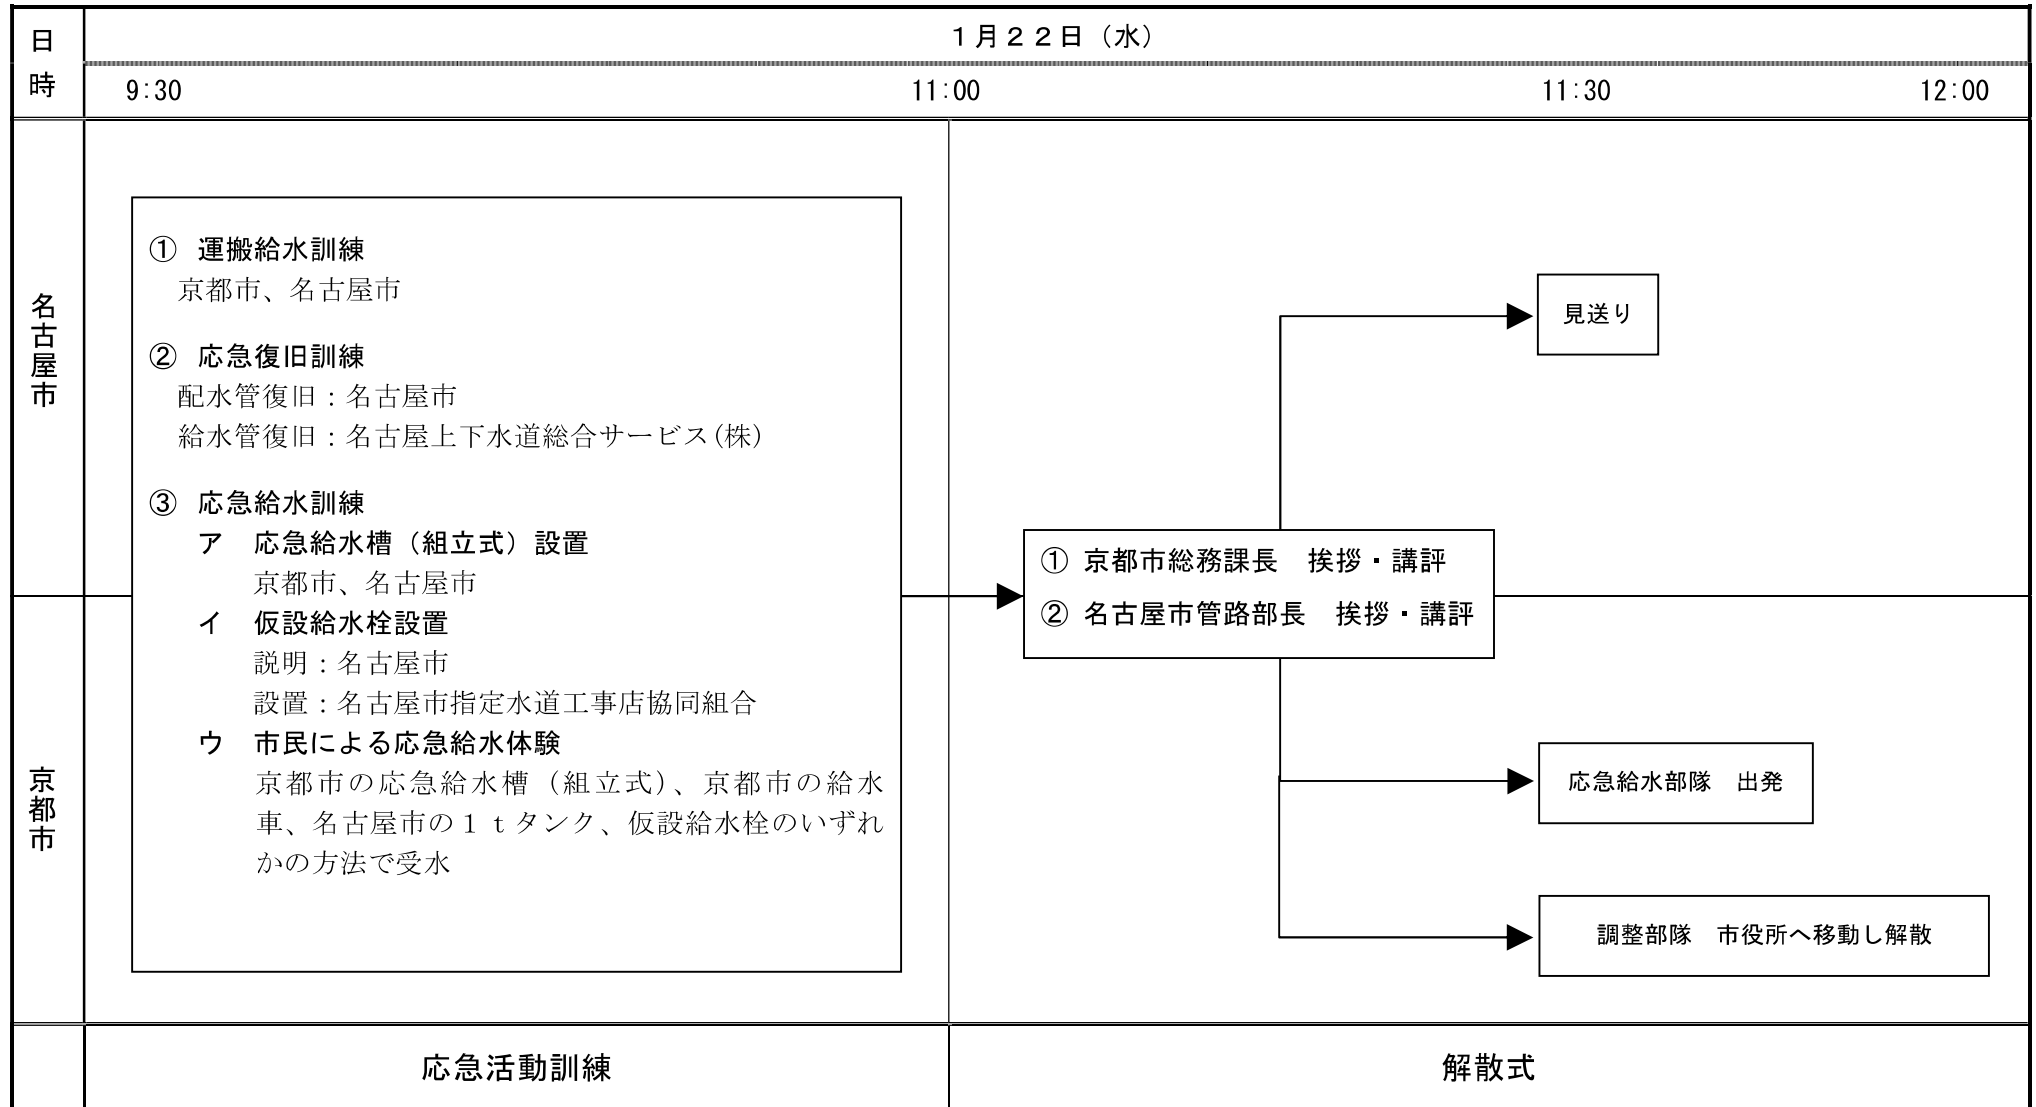 日時
1月22日（水）
9:30 11:00 11:30 12:00
名古屋市
① 運搬給水訓練
京都市、名古屋市
② 応急復旧訓練
配水管復旧：名古屋市
給水管復旧：名古屋上下水道総合サービス(株)
③ 応急給水訓練
ア 応急給水槽（組立式）設置
京都市、名古屋市
イ 仮設給水栓設置
説明：名古屋市
設置：名古屋市指定水道工事店協同組合
ウ 市民による応急給水体験
京都市の応急給水槽（組立式）、京都市の給水
車、名古屋市の１ｔタンク、仮設給水栓のいずれ
かの方法で受水
京都市
① 京都市総務課長 挨拶・講評
② 名古屋市管路部長 挨拶・講評
見送り
応急給水部隊 出発
調整部隊 市役所へ移動し解散
応急活動訓練
解散式